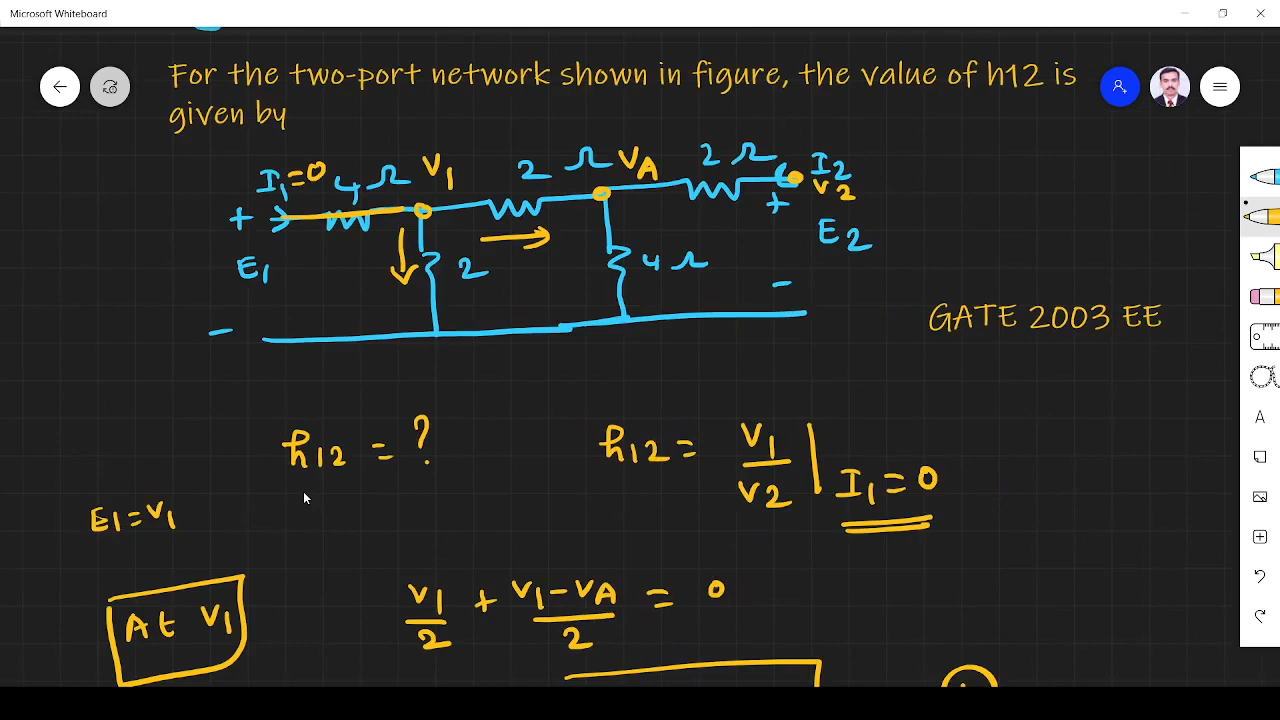 Microsoft Whiteboard
For the two-port network shown in figure, the value of h12 is
given by
I1=0 4 Ω V1 2 Ω VA 2 Ω I2
V2
+ +
E1 2 4 Ω E2
- -
GATE 2003 EE
h12 = ? h12 = V1/V2 | I1 = 0
E1 = V1
At V1 V1/2 + V1-VA/2 = 0
A